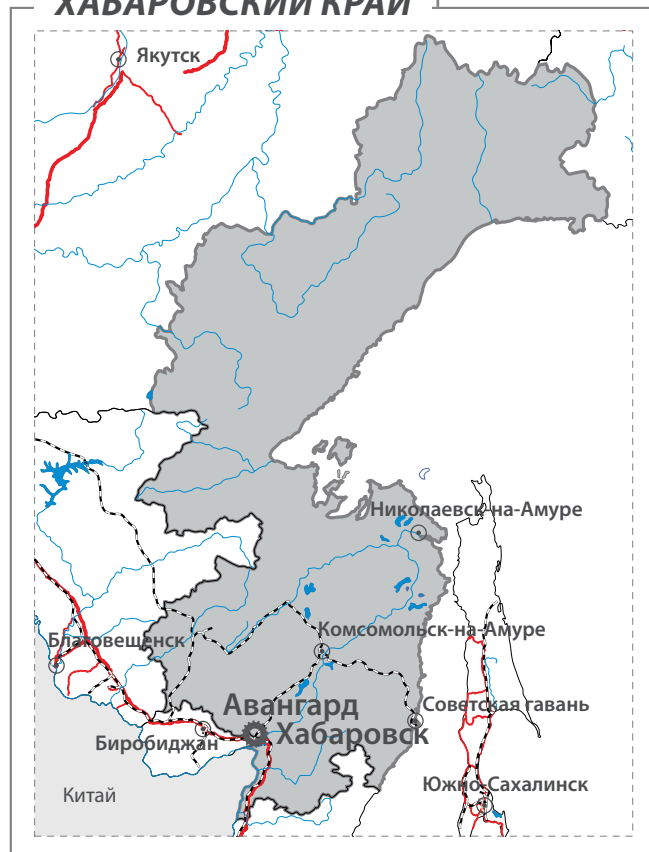 ХАБАРОВСКИЙ КРАЙ
Якутск
Николаевск-на-Амуре
Комсомольск-на-Амуре
Благовещенск
Авангард
Советская гавань
Хабаровск
Биробиджан
Южно-Сахалинск
Китай